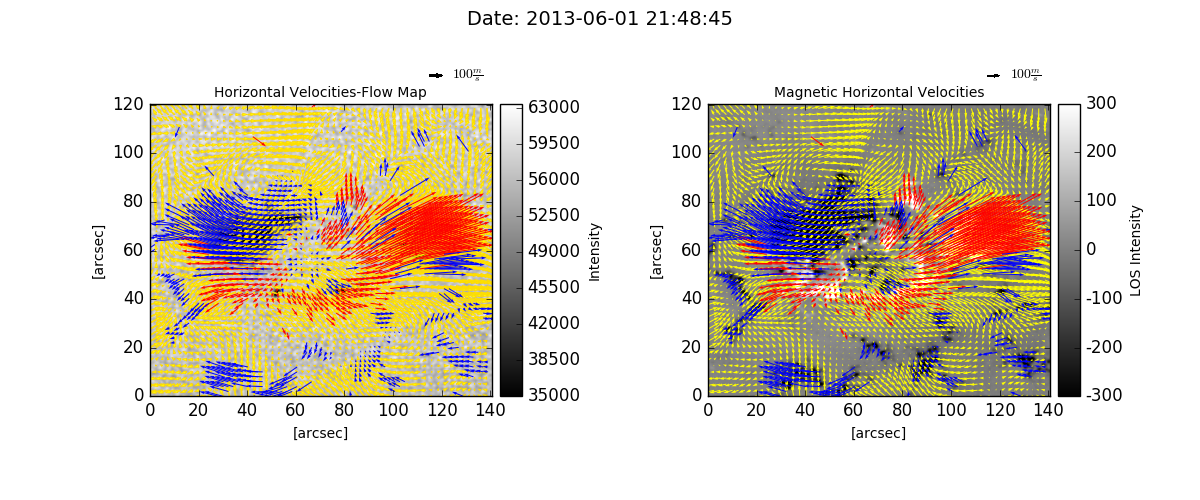 Date: 2013-06-01 21:48:45
100 m/s
Horizontal Velocities-Flow Map
120
100
80
60
40
20
0
[arcsec]
0 20 40 60 80 100 120 140
[arcsec]
63000
59500
56000
52500
49000
45500
42000
38500
35000
Intensity
100 m/s
Magnetic Horizontal Velocities
120
100
80
60
40
20
0
[arcsec]
0 20 40 60 80 100 120 140
[arcsec]
300
200
100
0
-100
-200
-300
LOS Intensity